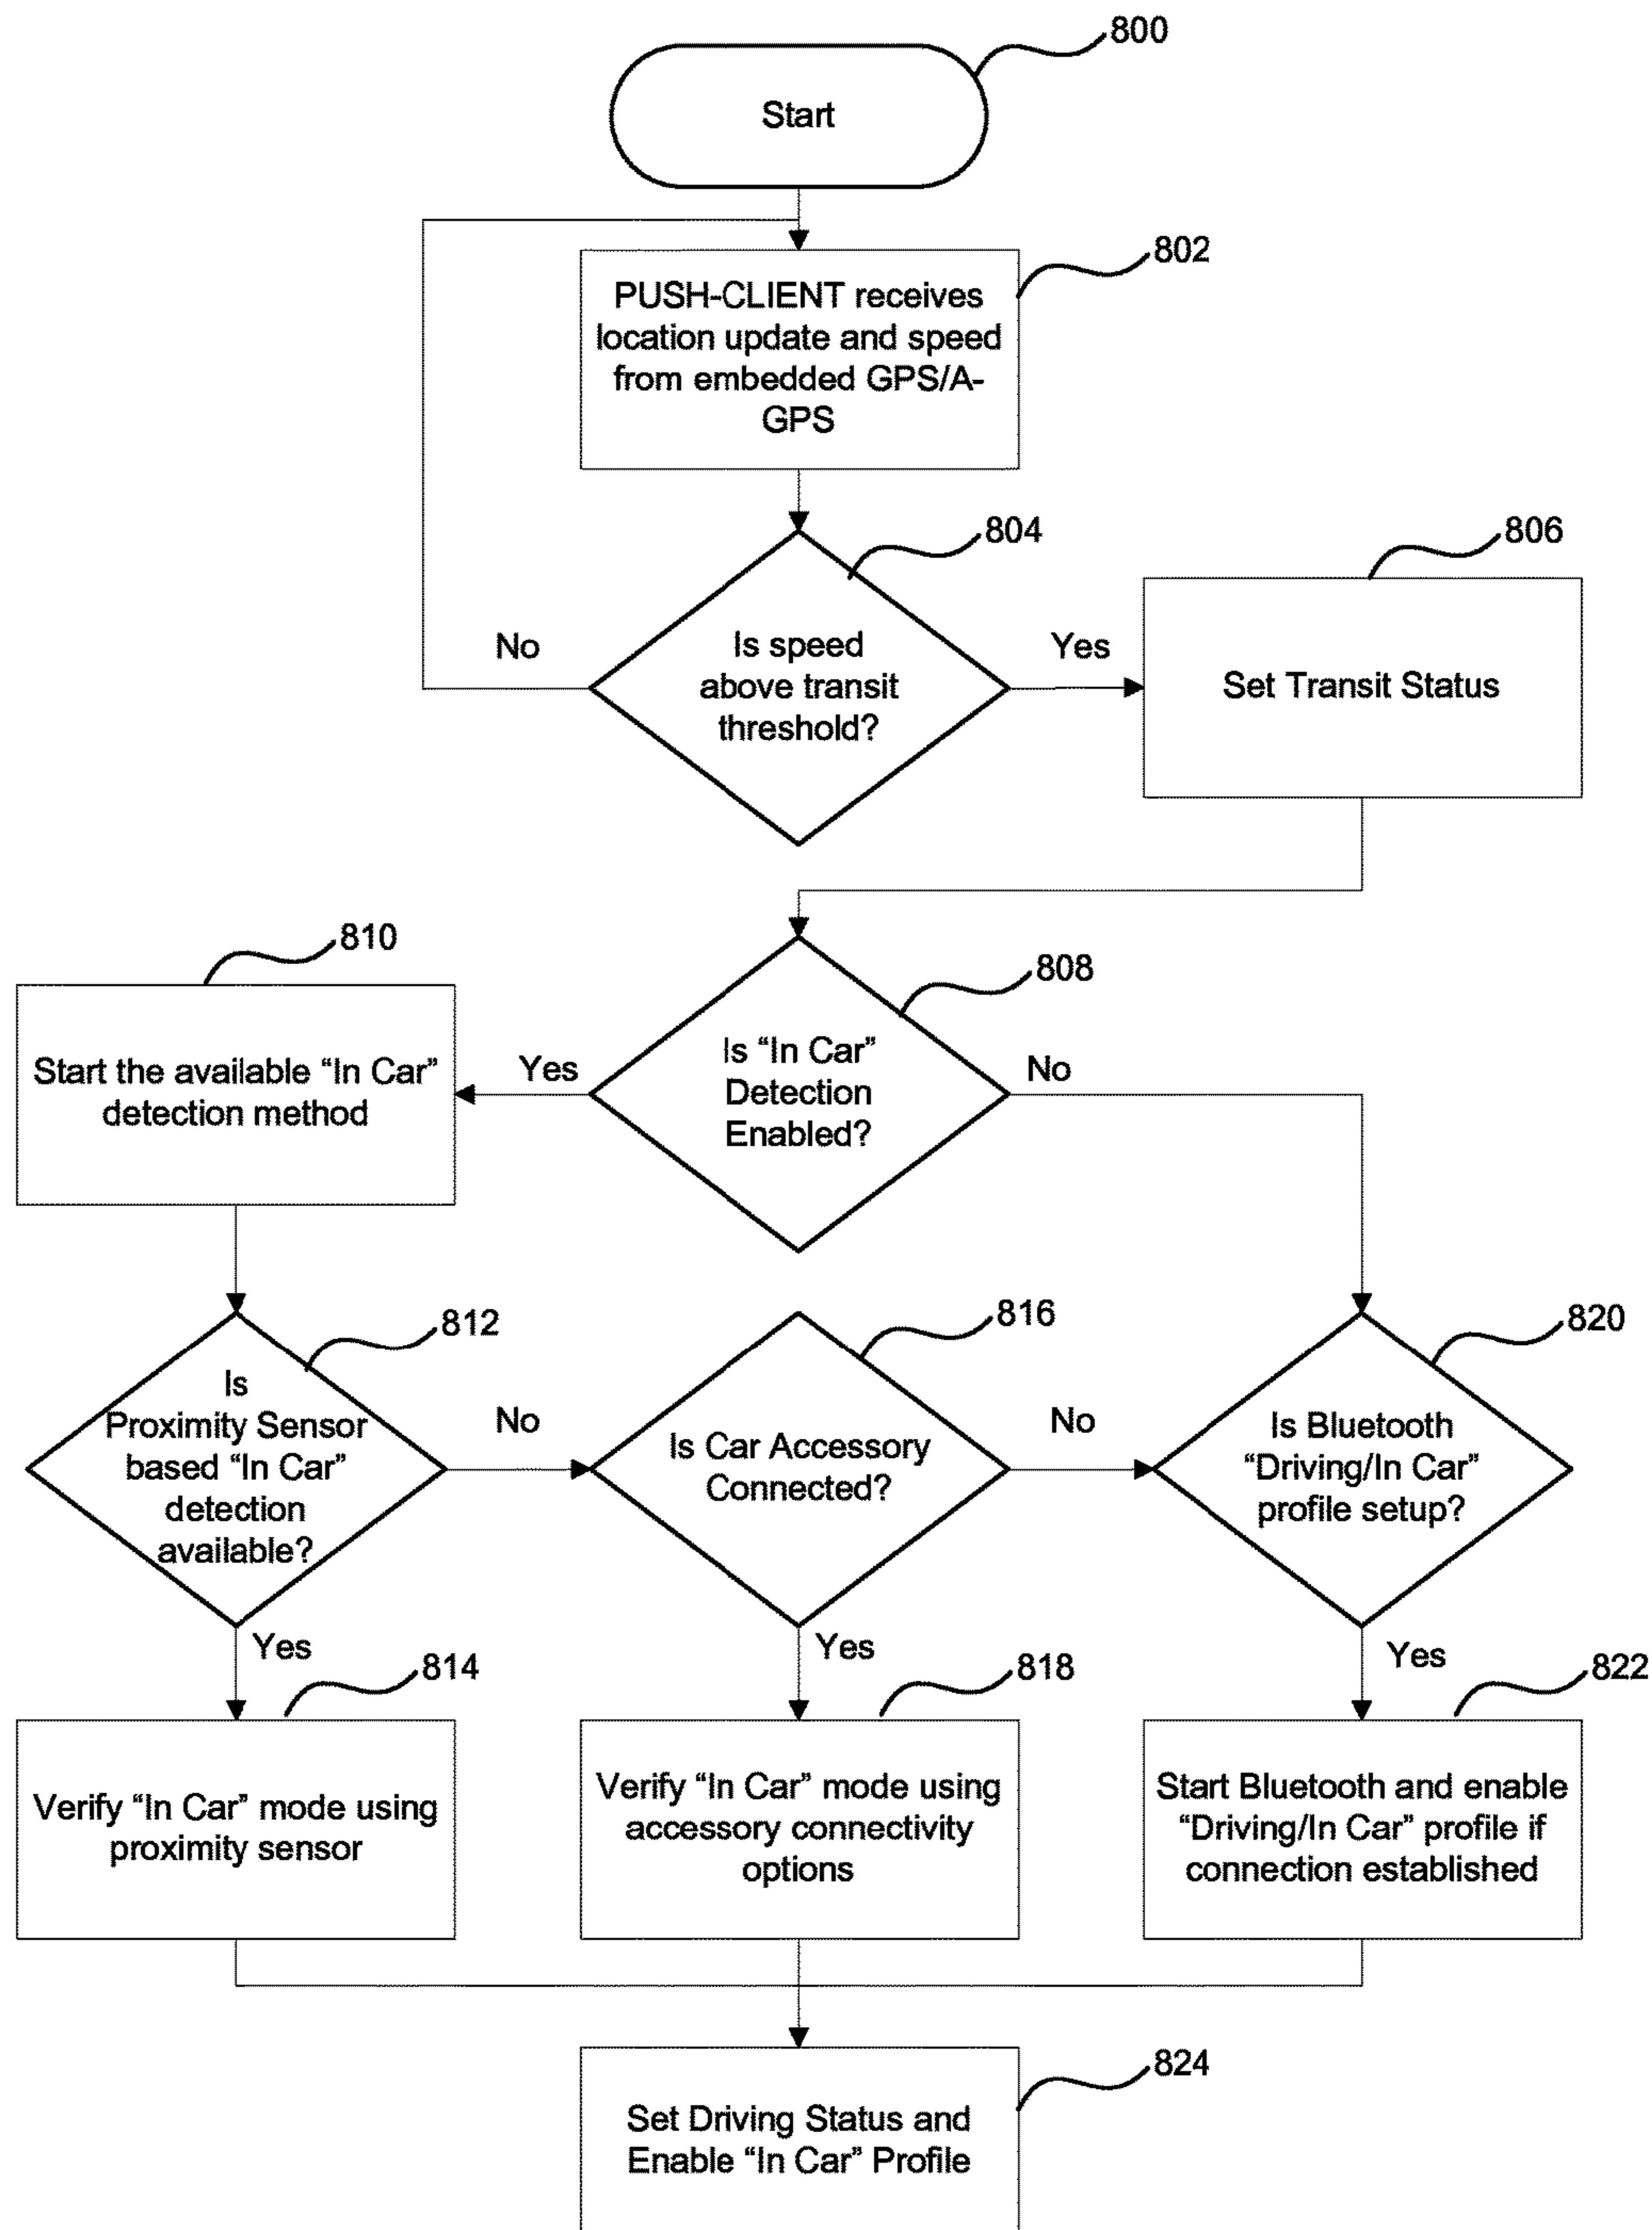 800
Start
802
PUSH-CLIENT receives
location update and speed
from embedded GPS/A-
GPS
804
806
No
Is speed
above transit
threshold?
Yes
Set Transit Status
810
808
Start the available “In Car”
detection method
Yes
Is “In Car”
Detection
Enabled?
No
812
816
820
Is
Proximity Sensor
based “In Car”
detection
available?
No
Is Car Accessory
Connected?
No
Is Bluetooth
“Driving/In Car”
profile setup?
Yes
Yes
Yes
814
818
822
Verify “In Car” mode using
proximity sensor
Verify “In Car” mode using
accessory connectivity
options
Start Bluetooth and enable
“Driving/In Car” profile if
connection established
824
Set Driving Status and
Enable “In Car” Profile